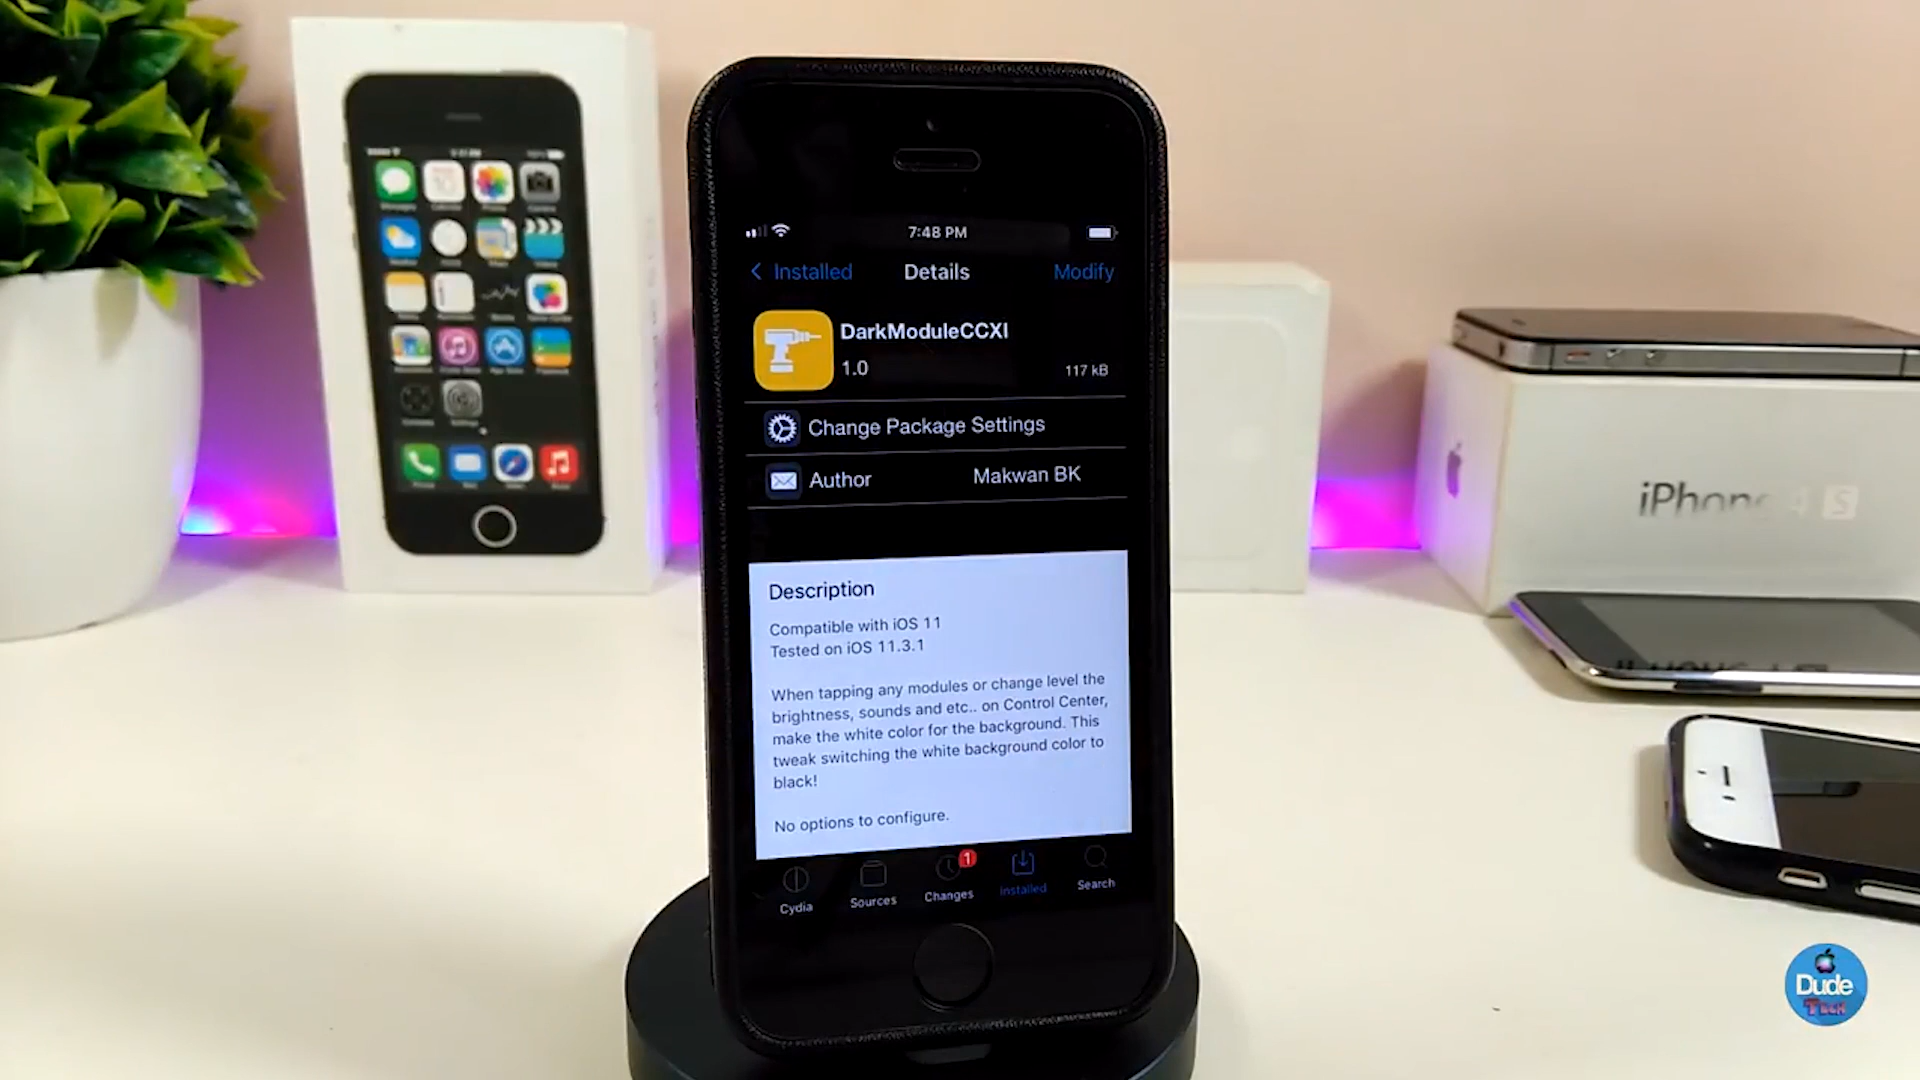 7:48 PM
Installed
Details
Modify
DarkModuleCCXI
1.0
117 kB
Change Package Settings
Author
Makwan BK
Description
Compatible with iOS 11
Tested on iOS 11.3.1
When tapping any modules or change level the
brightness, sounds and etc.. on Control Center,
make the white color for the background. This
tweak switching the white background color to
black!
No options to configure.
Cydia
Sources
Changes
1
Installed
Search
iPhone 4 S
Dude
Tech